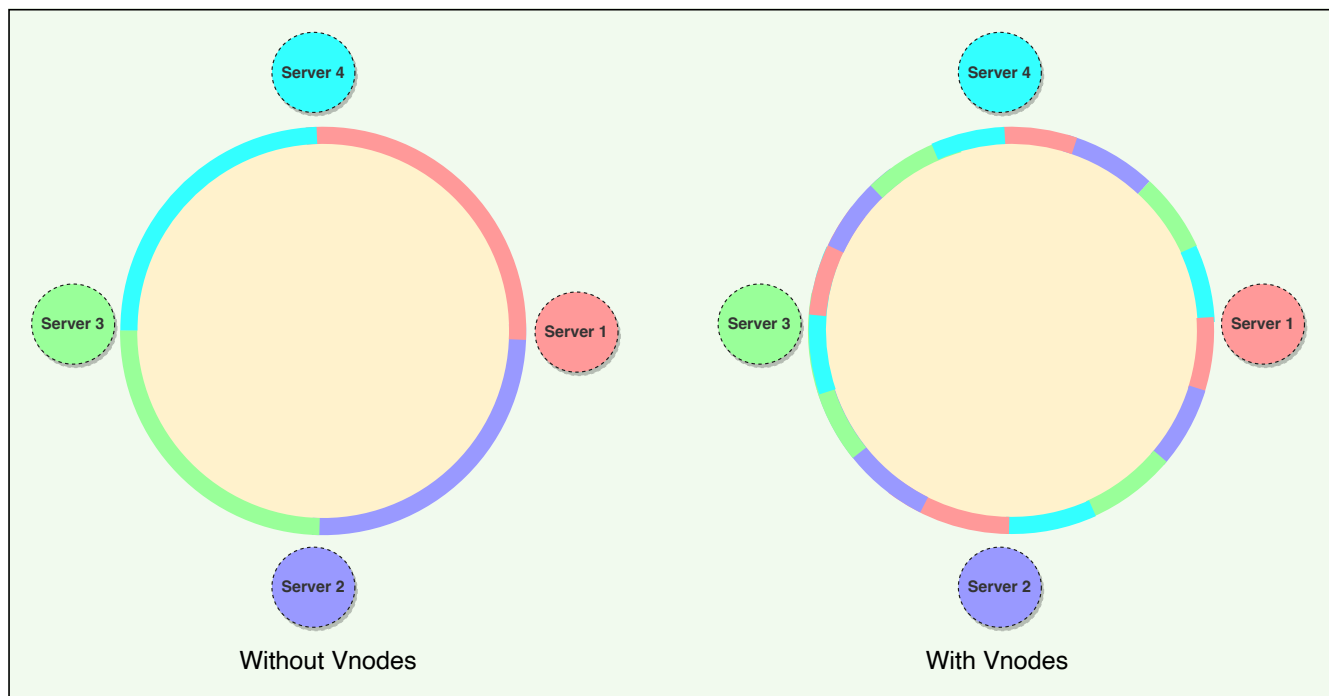 Server 4
Server 3
Server 1
Server 2
Without Vnodes
Server 4
Server 3
Server 1
Server 2
With Vnodes